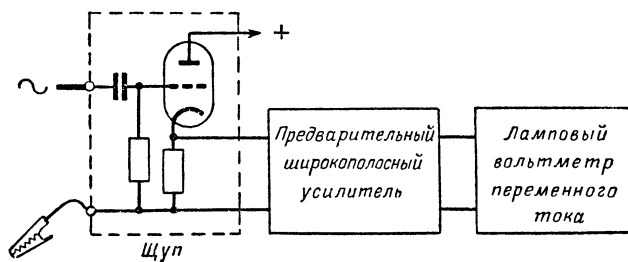 +
~
Предварительный
широкополосный
усилитель
Ламповый
вольтметр
переменного
тока
Щуп